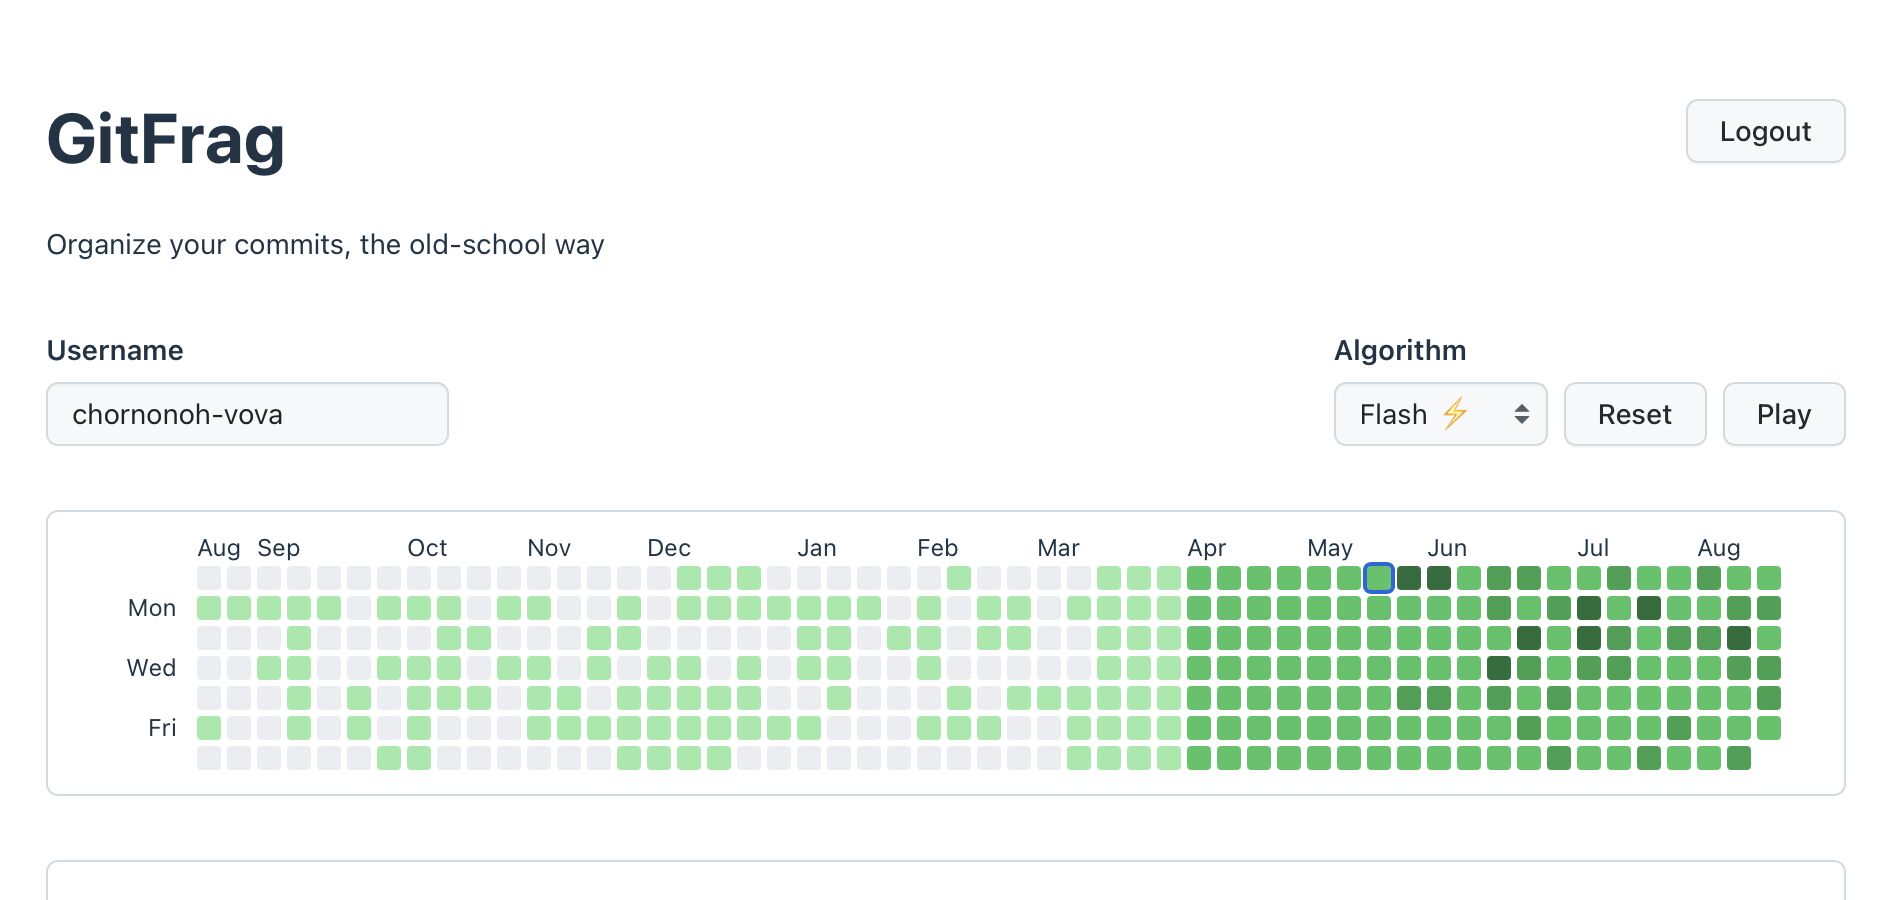 GitFrag
Logout
Organize your commits, the old-school way
Username
chornonoh-vova
Algorithm
Flash ⚡
Reset
Play
Aug Sep Oct Nov Dec Jan Feb Mar Apr May Jun Jul Aug
Mon
Wed
Fri